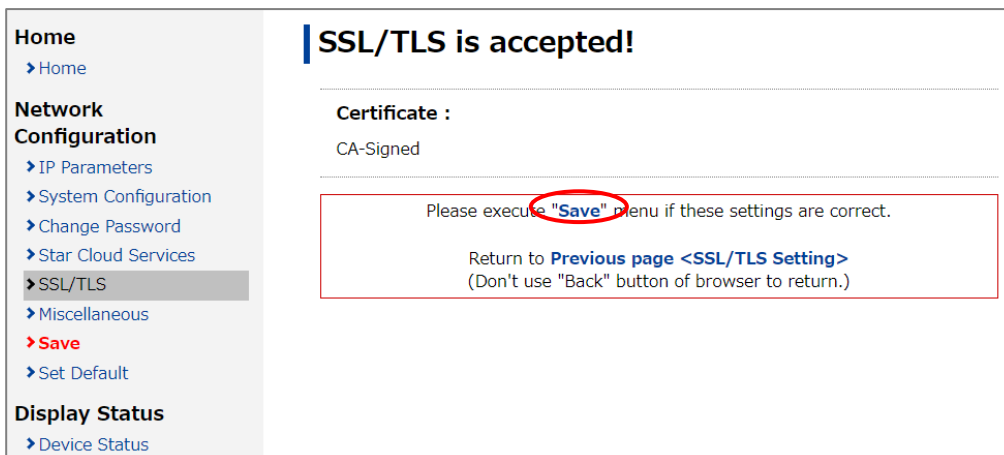 Home
Home
Network
Configuration
IP Parameters
System Configuration
Change Password
Star Cloud Services
SSL/TLS
Miscellaneous
Save
Set Default
Display Status
Device Status
SSL/TLS is accepted!
Certificate :
CA-Signed
Please execute "Save" menu if these settings are correct.
Return to Previous page <SSL/TLS Setting>
(Don't use "Back" button of browser to return.)